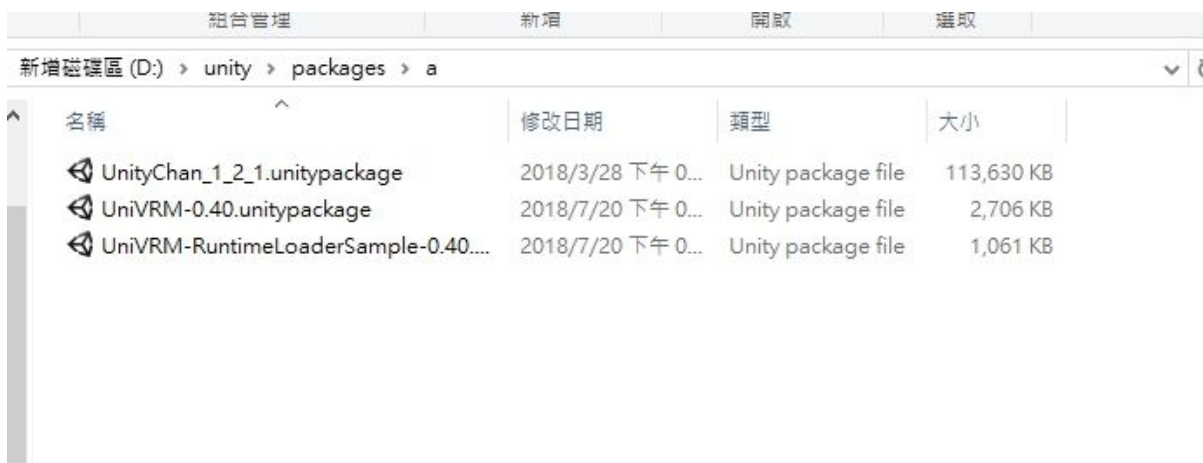 組合管理 新增 開啟 選取
新增磁碟區 (D:) > unity > packages > a
名稱 修改日期 類型 大小
UnityChan_1_2_1.unitypackage 2018/3/28 下午 0... Unity package file 113,630 KB
UniVRM-0.40.unitypackage 2018/7/20 下午 0... Unity package file 2,706 KB
UniVRM-RuntimeLoaderSample-0.40.... 2018/7/20 下午 0... Unity package file 1,061 KB